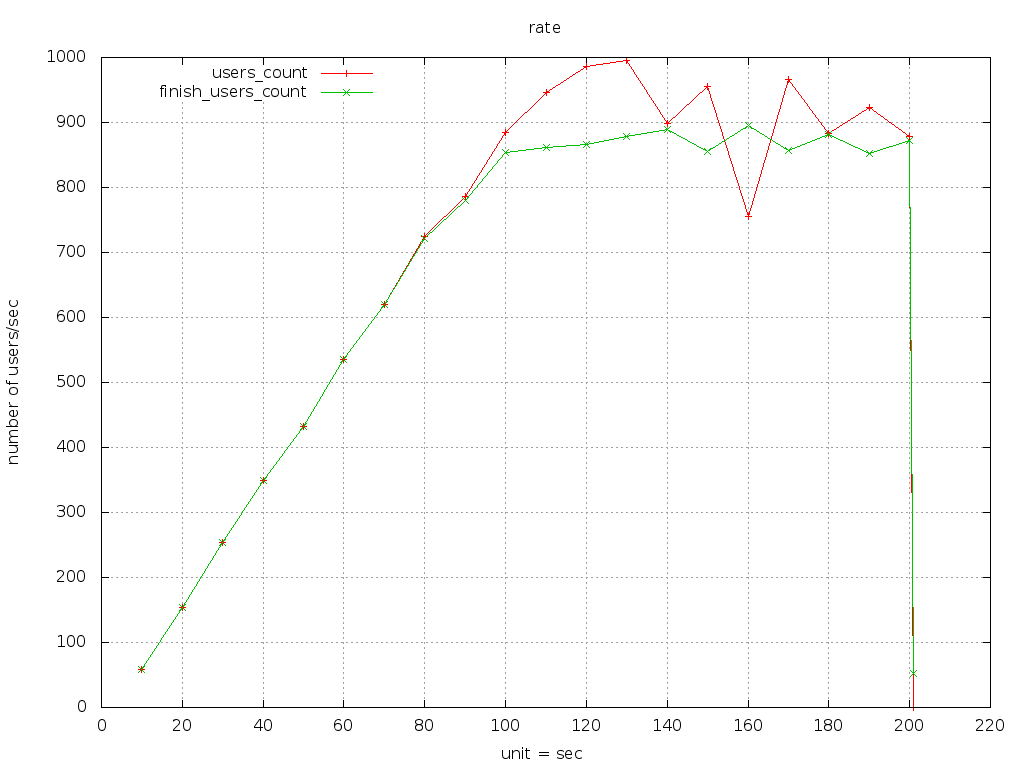 rate
1000
900
800
700
600
500
400
300
200
100
0
users_count
finish_users_count
number of users/sec
0 20 40 60 80 100 120 140 160 180 200 220
unit = sec